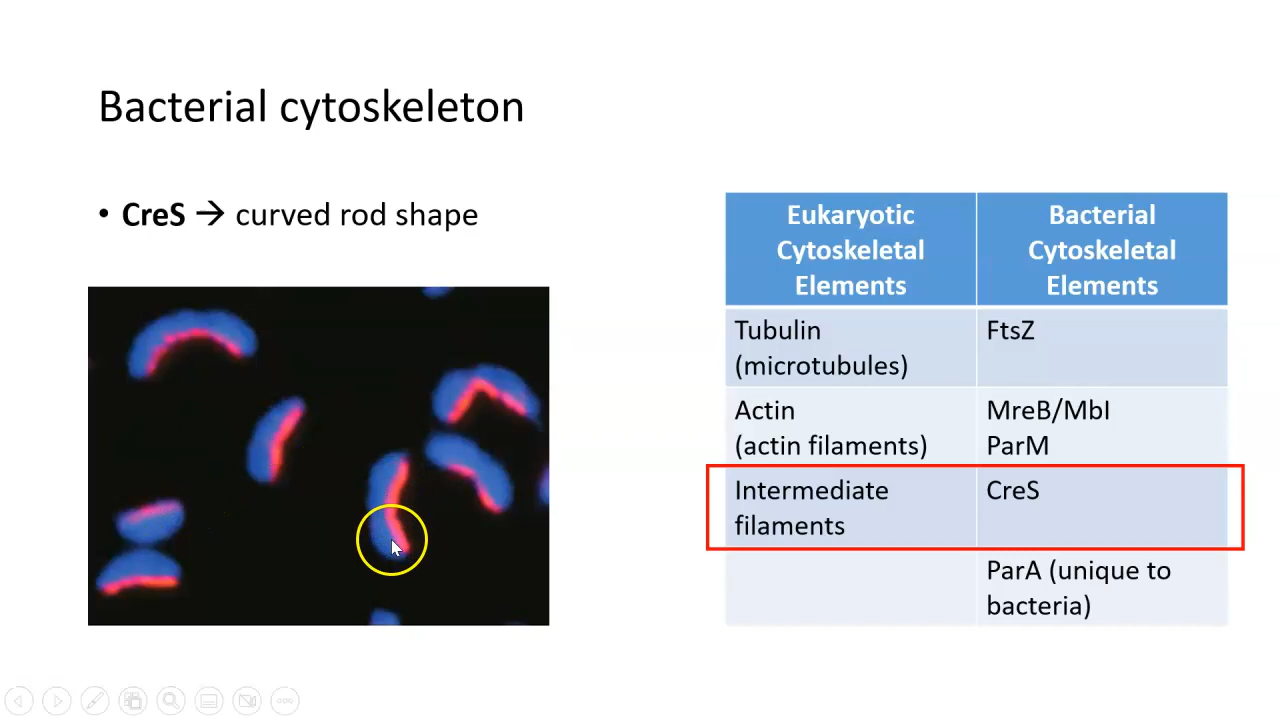 Bacterial cytoskeleton
• CreS → curved rod shape
Eukaryotic
Cytoskeletal
Elements
Bacterial
Cytoskeletal
Elements
Tubulin
(microtubules)
FtsZ
Actin
(actin filaments)
MreB/MbI
ParM
Intermediate
filaments
CreS
ParA (unique to
bacteria)